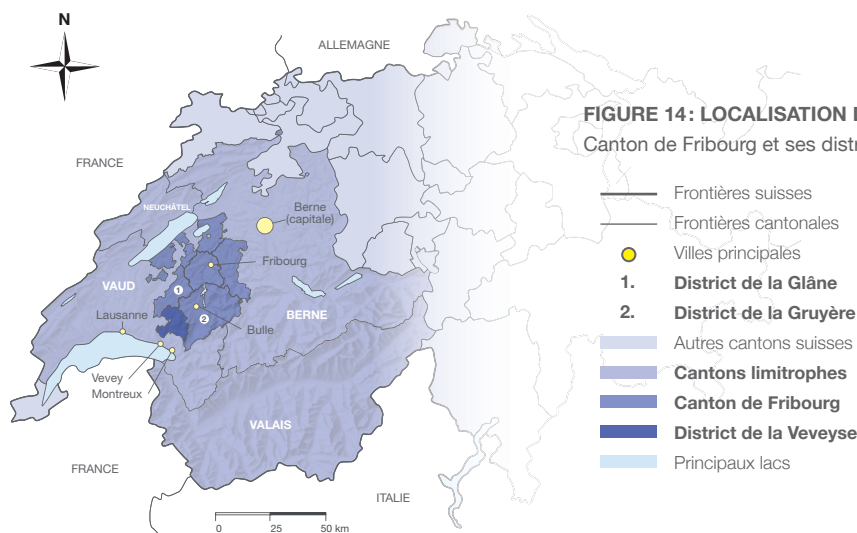 N
ALLEMAGNE
FRANCE
NEUCHÂTEL
Berne
(capitale)
Fribourg
VAUD
1
Lausanne
2
Bulle
BERNE
Vevey
Montreux
VALAIS
FRANCE
ITALIE
0 25 50 km
FIGURE 14: LOCALISATION
Canton de Fribourg et ses distr
Frontières suisses
Frontières cantonales
Villes principales
1. District de la Glâne
2. District de la Gruyère
Autres cantons suisses
Cantons limitrophes
Canton de Fribourg
District de la Veveyse
Principaux lacs